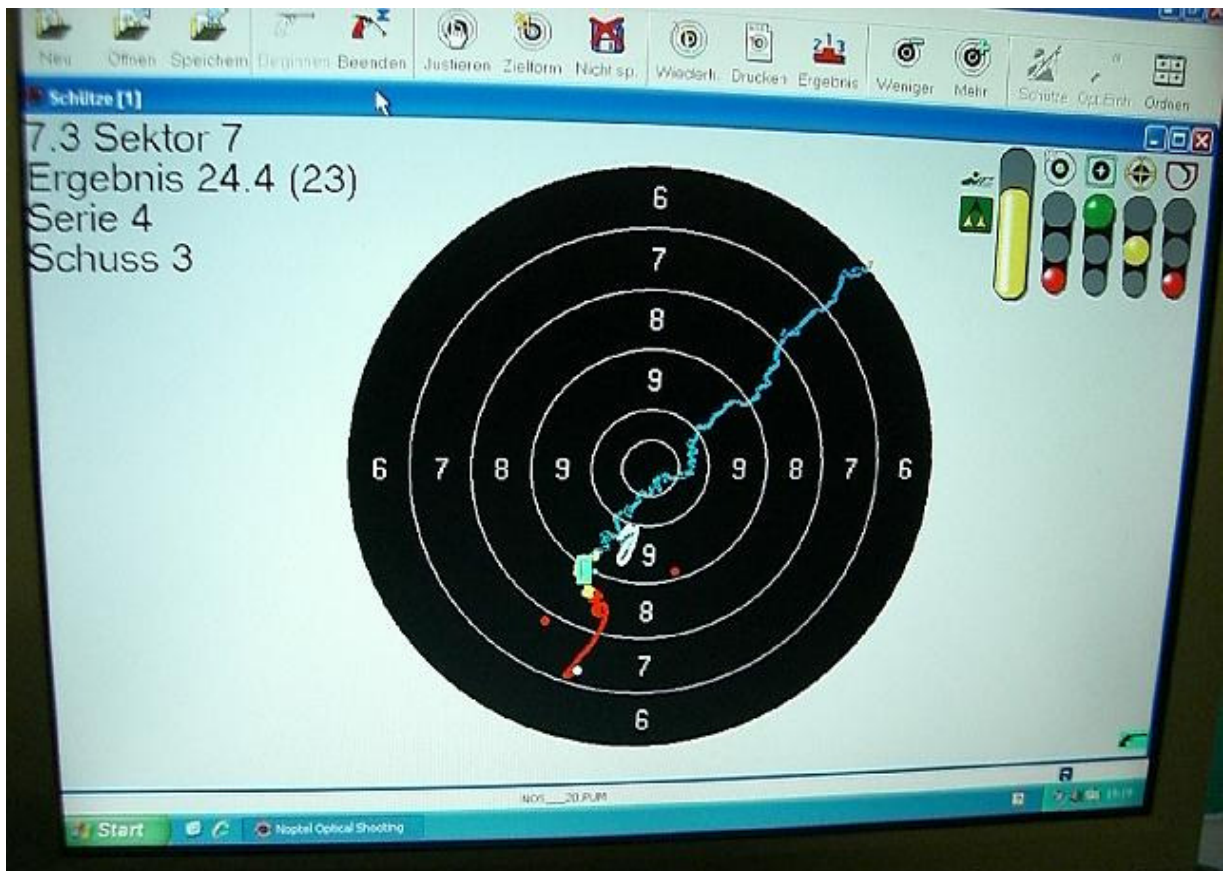 Neu Öffnen Speichern Beginnen Beenden Justieren Zielform Nicht sp. Wiederh. Drucken Ergebnis Weniger Mehr Schütze Opt.Einh. Ordnen
Schütze [1]
7.3 Sektor 7
Ergebnis 24.4 (23)
Serie 4
Schuss 3
6
7
8
9
6 7 8 9 9 8 7 6
9
8
7
6
Start Noptel Optical Shooting